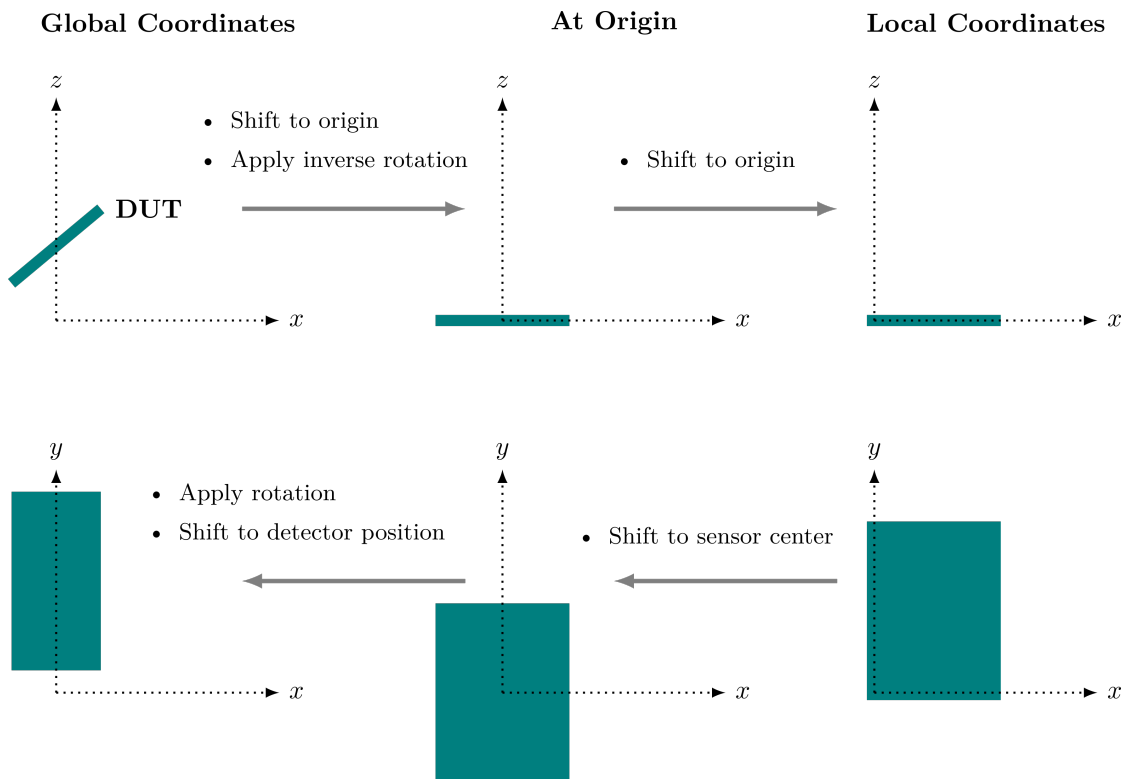 Global Coordinates
At Origin
Local Coordinates
z
z
z
• Shift to origin
• Apply inverse rotation
• Shift to origin
DUT
x
x
x
y
y
y
• Apply rotation
• Shift to detector position
• Shift to sensor center
x
x
x